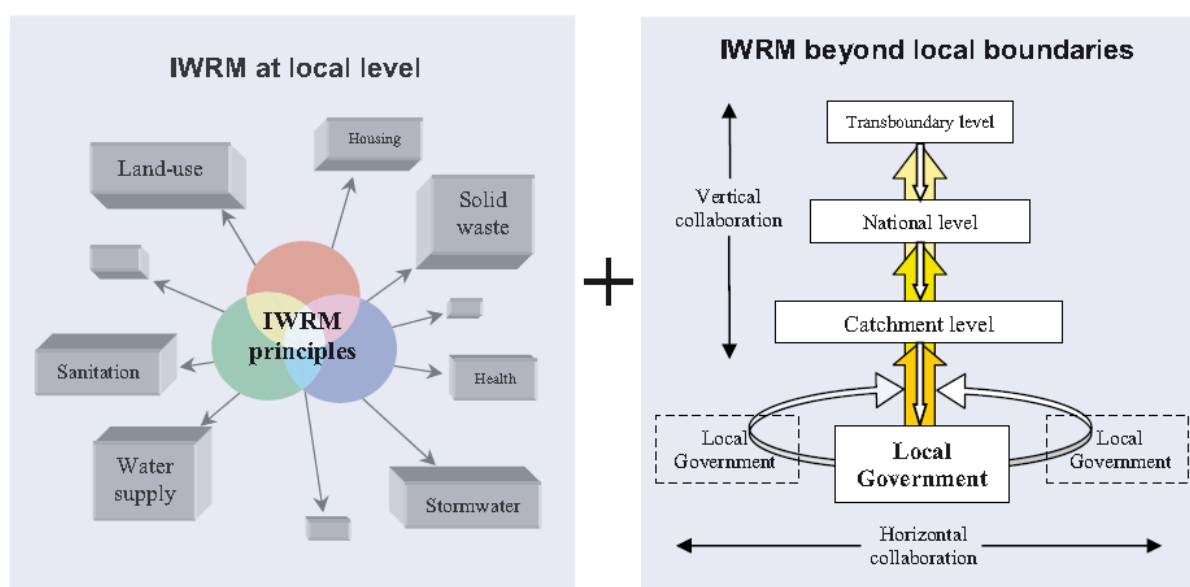 IWRM at local level
Housing
Land-use
Solid
waste
IWRM
principles
Sanitation
Health
Water
supply
Stormwater
+
IWRM beyond local boundaries
Transboundary level
Vertical
collaboration
National level
Catchment level
Local
Government
Local
Government
Local
Government
Horizontal
collaboration